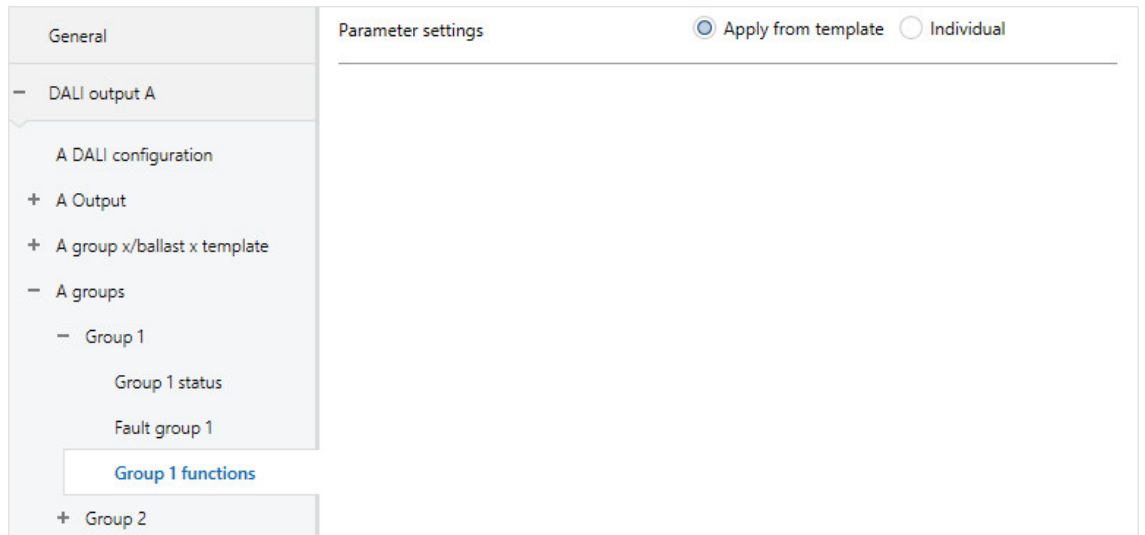 General
Parameter settings
Apply from template Individual
DALI output A
A DALI configuration
A Output
A group x/ballast x template
A groups
Group 1
Group 1 status
Fault group 1
Group 1 functions
Group 2